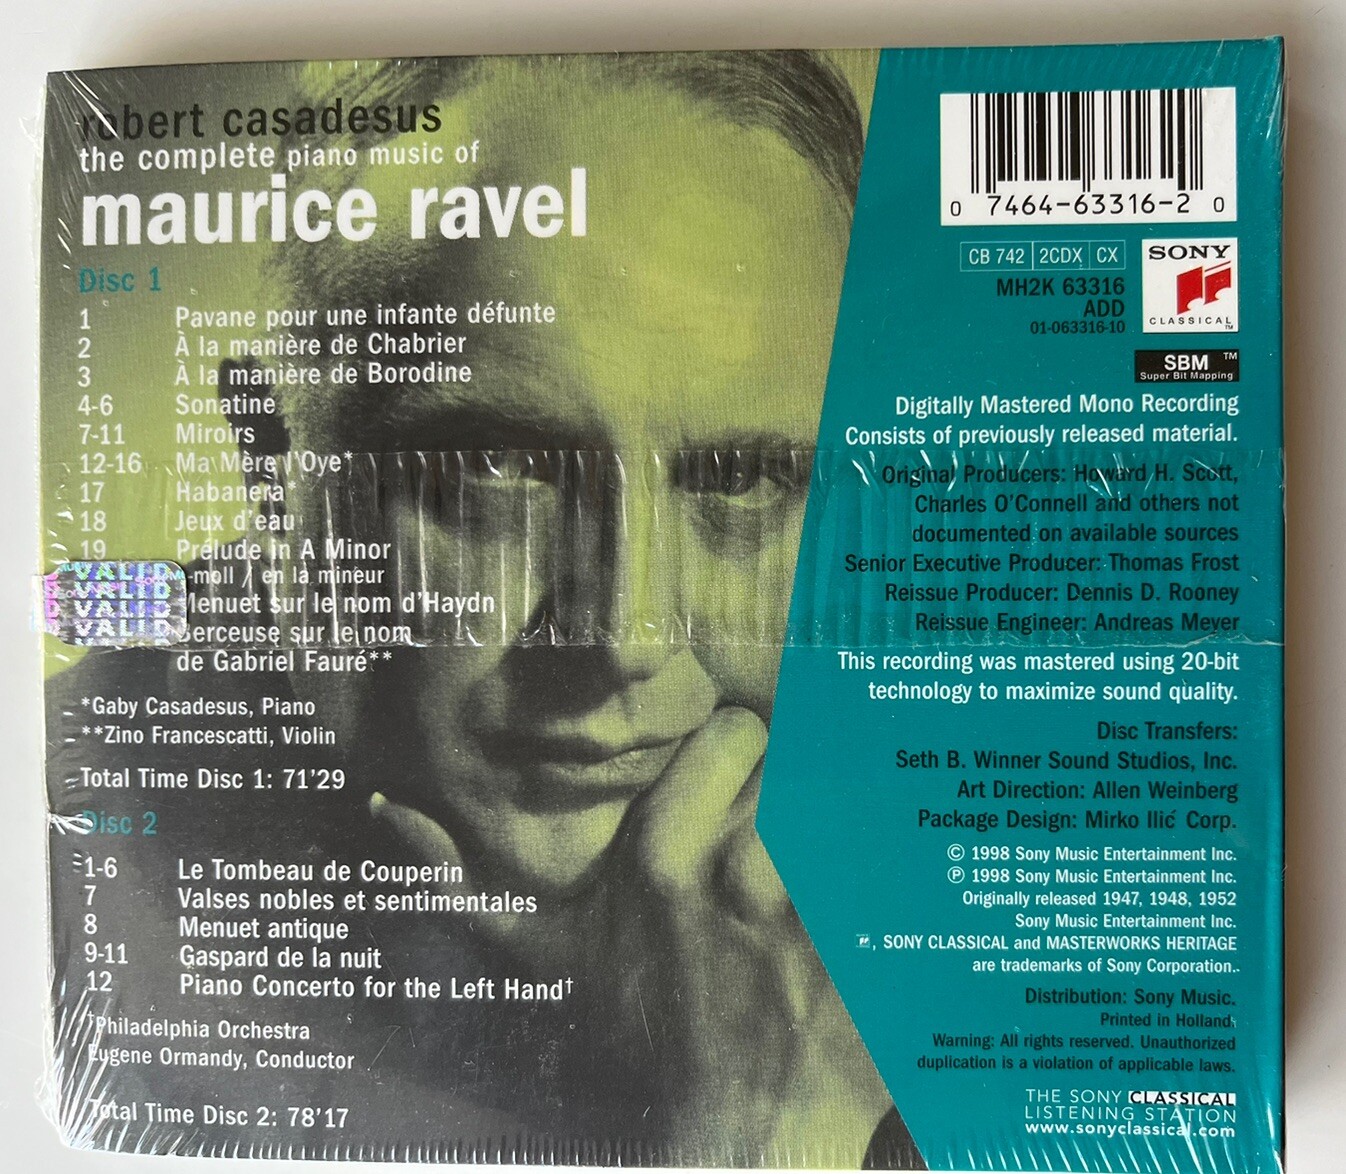 robert casadesus
the complete piano music of
maurice ravel
Disc 1
1 Pavane pour une infante défunte
2 À la manière de Chabrier
3 À la manière de Borodine
4-6 Sonatine
7-11 Miroirs
12-16 Ma Mère l'Oye*
17 Habanera*
18 Jeux d'eau
19 Prélude in A Minor
-moll / en la mineur
Menuet sur le nom d'Haydn
Berceuse sur le nom
de Gabriel Fauré**
*Gaby Casadesus, Piano
**Zino Francescatti, Violin
Total Time Disc 1: 71'29
Disc 2
1-6 Le Tombeau de Couperin
7 Valses nobles et sentimentales
8 Menuet antique
9-11 Gaspard de la nuit
12 Piano Concerto for the Left Hand†
†Philadelphia Orchestra
Eugene Ormandy, Conductor
Total Time Disc 2: 78'17
VALID
VALID
VALID
VALID
0 7464-63316-2 0
CB 742 2CDX CX
MH2K 63316
ADD
01-063316-10
SONY
CLASSICAL™
SBM™
Super Bit Mapping
Digitally Mastered Mono Recording
Consists of previously released material.
Original Producers: Howard H. Scott,
Charles O'Connell and others not
documented on available sources
Senior Executive Producer: Thomas Frost
Reissue Producer: Dennis D. Rooney
Reissue Engineer: Andreas Meyer
This recording was mastered using 20-bit
technology to maximize sound quality.
Disc Transfers:
Seth B. Winner Sound Studios, Inc.
Art Direction: Allen Weinberg
Package Design: Mirko Ilić Corp.
© 1998 Sony Music Entertainment Inc.
℗ 1998 Sony Music Entertainment Inc.
Originally released 1947, 1948, 1952
Sony Music Entertainment Inc.
, SONY CLASSICAL and MASTERWORKS HERITAGE
are trademarks of Sony Corporation.
Distribution: Sony Music.
Printed in Holland.
Warning: All rights reserved. Unauthorized
duplication is a violation of applicable laws.
THE SONY CLASSICAL
LISTENING STATION
www.sonyclassical.com